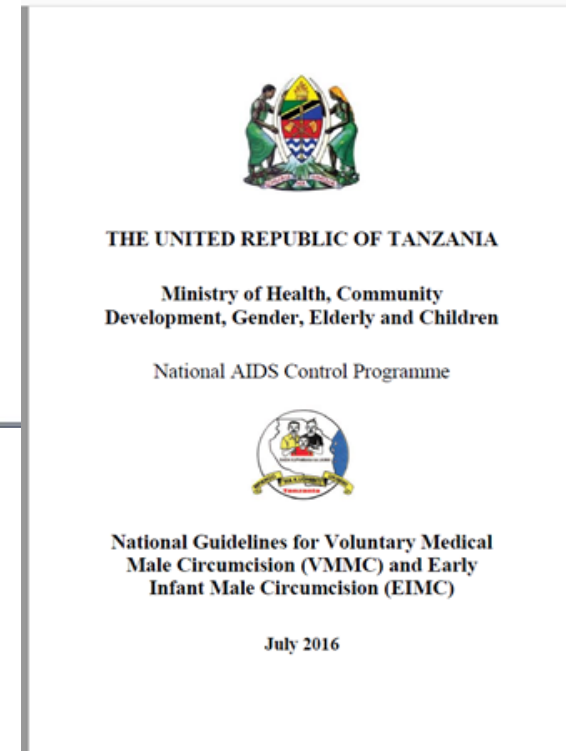 THE UNITED REPUBLIC OF TANZANIA
Ministry of Health, Community
Development, Gender, Elderly and Children
National AIDS Control Programme
Tanzania
National Guidelines for Voluntary Medical
Male Circumcision (VMMC) and Early
Infant Male Circumcision (EIMC)
July 2016